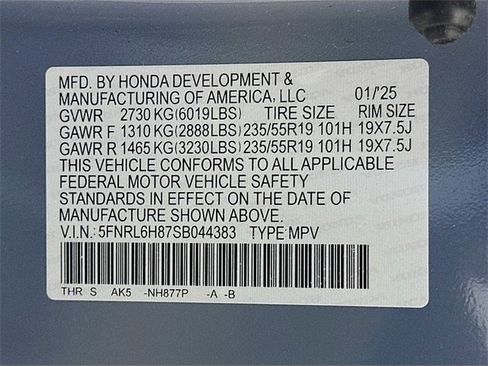 MFD. BY HONDA DEVELOPMENT &
MANUFACTURING OF AMERICA, LLC 01/'25
GVWR 2730 KG (6019LBS) TIRE SIZE RIM SIZE
GAWR F 1310 KG (2888LBS) 235/55R19 101H 19X7.5J
GAWR R 1465 KG (3230LBS) 235/55R19 101H 19X7.5J
THIS VEHICLE CONFORMS TO ALL APPLICABLE
FEDERAL MOTOR VEHICLE SAFETY
STANDARDS IN EFFECT ON THE DATE OF
MANUFACTURE SHOWN ABOVE.
V.I.N.: 5FNRL6H87SB044383 TYPE: MPV
THR S AK5 -NH877P -A -B